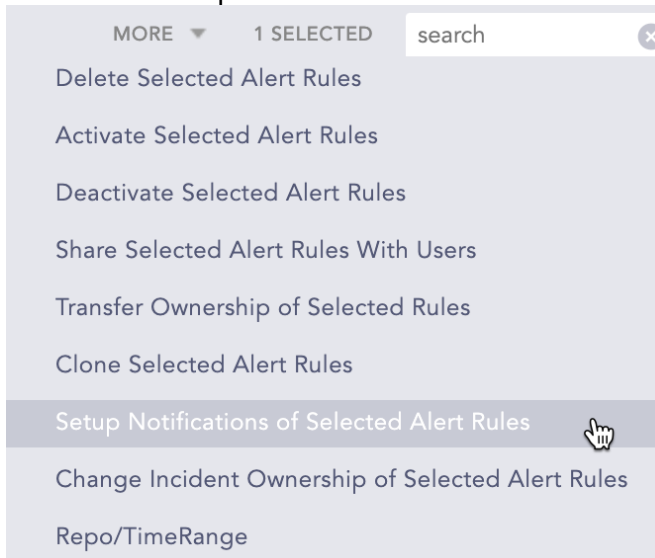 MORE 1 SELECTED search
Delete Selected Alert Rules
Activate Selected Alert Rules
Deactivate Selected Alert Rules
Share Selected Alert Rules With Users
Transfer Ownership of Selected Rules
Clone Selected Alert Rules
Setup Notifications of Selected Alert Rules
Change Incident Ownership of Selected Alert Rules
Repo/TimeRange